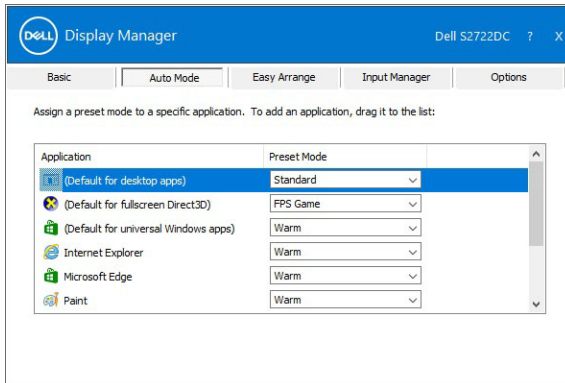 DELL Display Manager Dell S2722DC ? X
Basic Auto Mode Easy Arrange Input Manager Options
Assign a preset mode to a specific application. To add an application, drag it to the list:
Application Preset Mode
(Default for desktop apps) Standard
(Default for fullscreen Direct3D) FPS Game
(Default for universal Windows apps) Warm
Internet Explorer Warm
Microsoft Edge Warm
Paint Warm